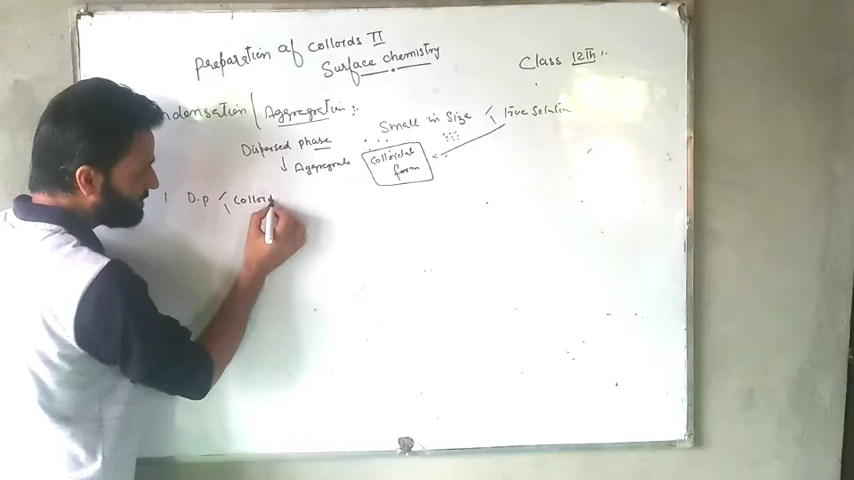 Preparation of Colloids II
Surface chemistry
Class 12Th
ndensation / Aggregation :-
Small in size < True Solution
Dispersed phase
↓ Aggregate
Colloidal form
1. D.p < Colloid